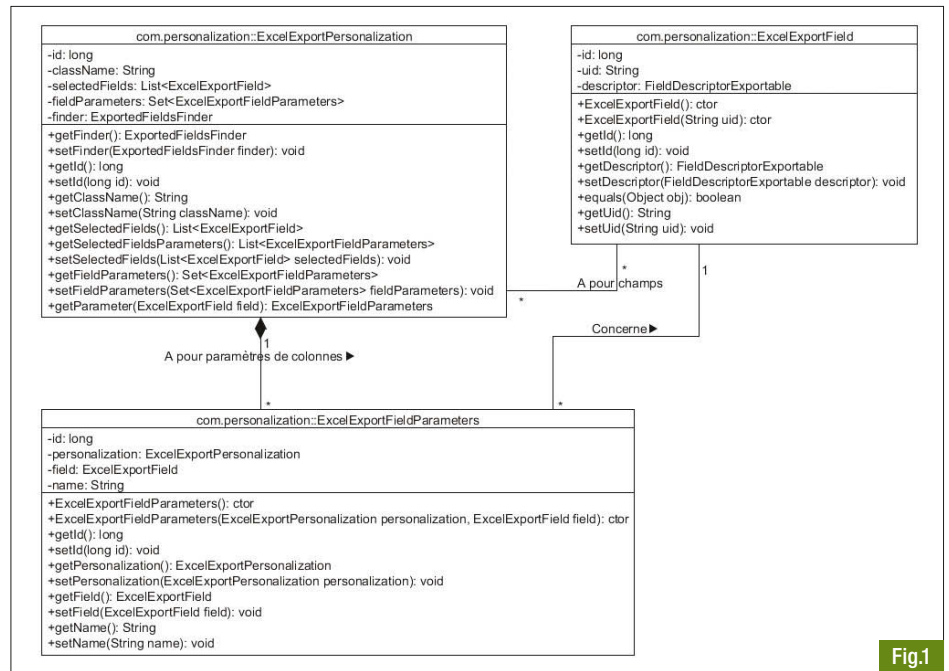 com.personalization::ExcelExportPersonalization
-id: long
-className: String
-selectedFields: List<ExcelExportField>
-fieldParameters: Set<ExcelExportFieldParameters>
-finder: ExportedFieldsFinder
+getFinder(): ExportedFieldsFinder
+setFinder(ExportedFieldsFinder finder): void
+getId(): long
+setId(long id): void
+getClassName(): String
+setClassName(String className): void
+getSelectedFields(): List<ExcelExportField>
+getSelectedFieldsParameters(): List<ExcelExportFieldParameters>
+setSelectedFields(List<ExcelExportField> selectedFields): void
+getFieldParameters(): Set<ExcelExportFieldParameters>
+setFieldParameters(Set<ExcelExportFieldParameters> fieldParameters): void
+getParameter(ExcelExportField field): ExcelExportFieldParameters
com.personalization::ExcelExportField
-id: long
-uid: String
-descriptor: FieldDescriptorExportable
+ExcelExportField(): ctor
+ExcelExportField(String uid): ctor
+getId(): long
+setId(long id): void
+getDescriptor(): FieldDescriptorExportable
+setDescriptor(FieldDescriptorExportable descriptor): void
+equals(Object obj): boolean
+getUid(): String
+setUid(String uid): void
*
1
A pour champs
*
Concerne ▶
1
A pour paramètres de colonnes ▶
*
*
com.personalization::ExcelExportFieldParameters
-id: long
-personalization: ExcelExportPersonalization
-field: ExcelExportField
-name: String
+ExcelExportFieldParameters(): ctor
+ExcelExportFieldParameters(ExcelExportPersonalization personalization, ExcelExportField field): ctor
+getId(): long
+setId(long id): void
+getPersonalization(): ExcelExportPersonalization
+setPersonalization(ExcelExportPersonalization personalization): void
+getField(): ExcelExportField
+setField(ExcelExportField field): void
+getName(): String
+setName(String name): void
Fig.1